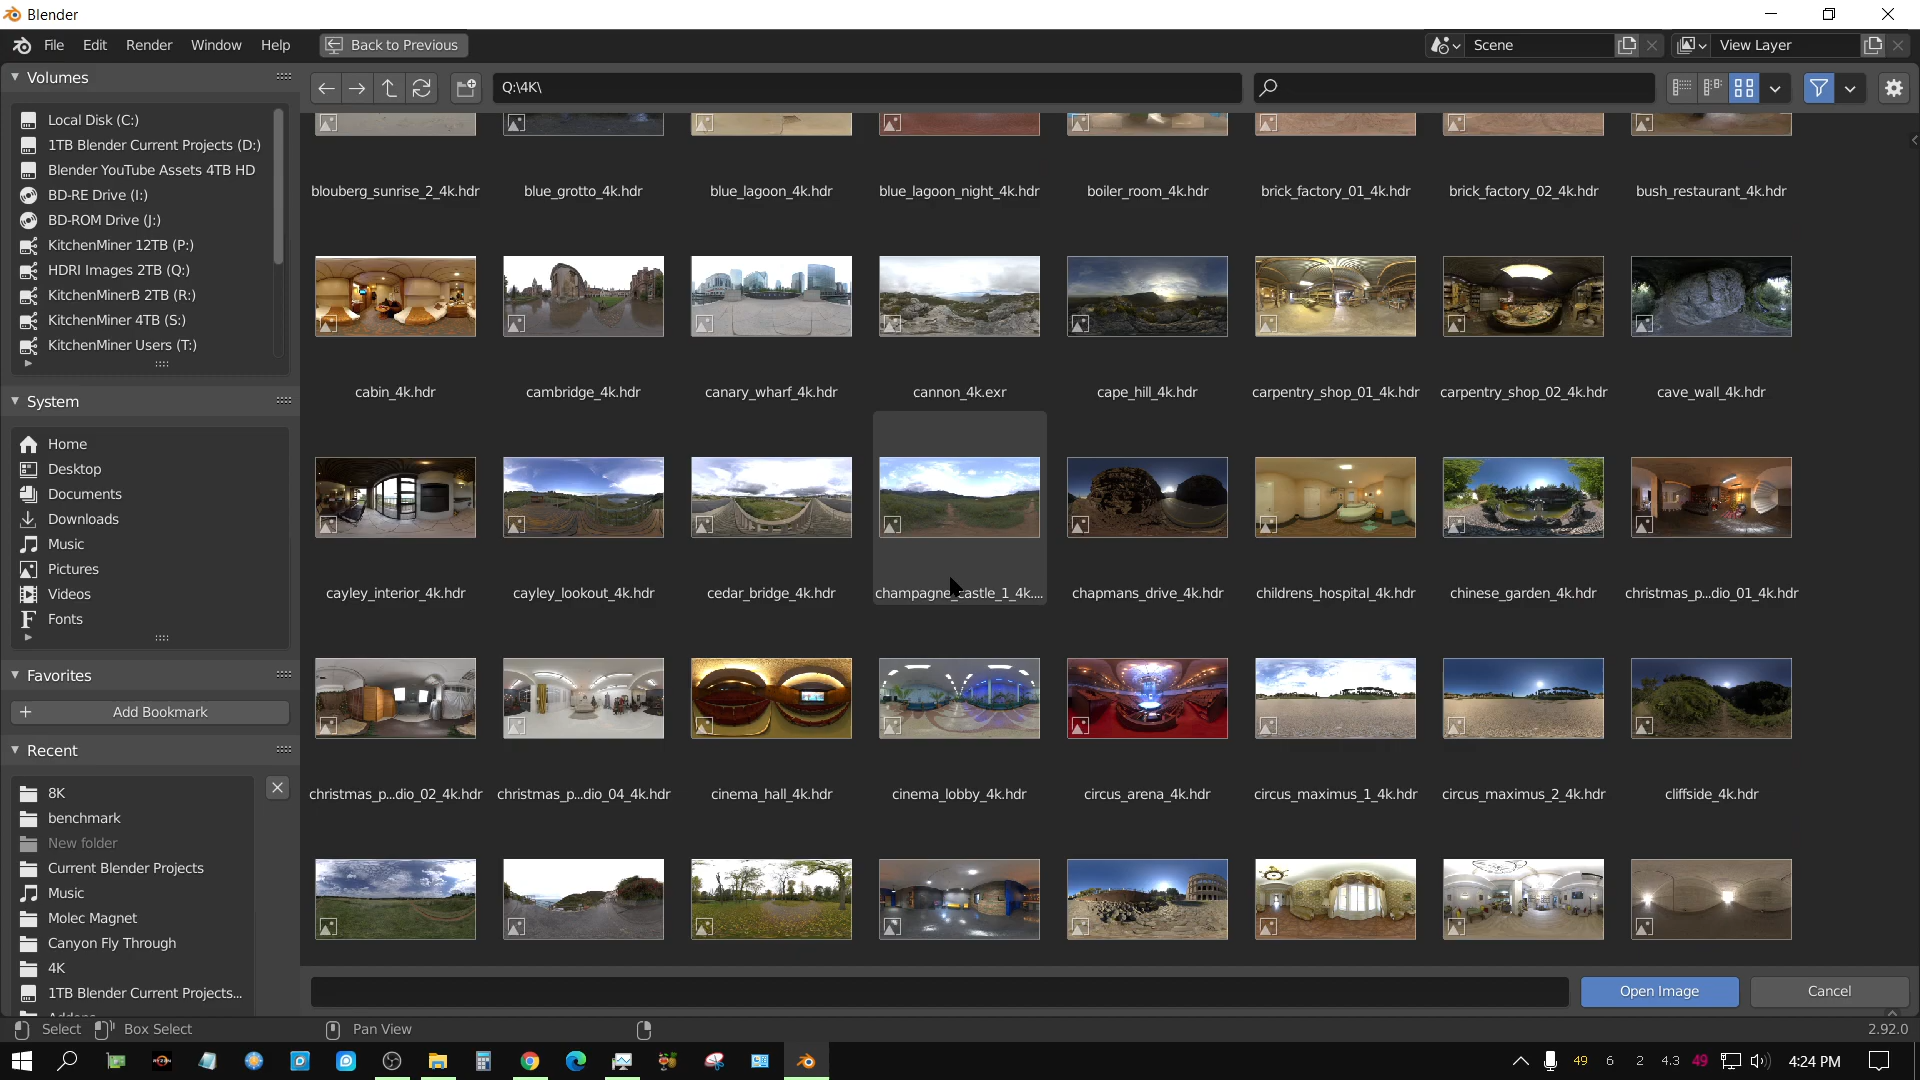 Blender
File Edit Render Window Help Back to Previous Scene View Layer
Volumes
Q:\4K\
Local Disk (C:)
1TB Blender Current Projects (D:)
Blender YouTube Assets 4TB HD
BD-RE Drive (I:)
BD-ROM Drive (J:)
KitchenMiner 12TB (P:)
HDRI Images 2TB (Q:)
KitchenMinerB 2TB (R:)
KitchenMiner 4TB (S:)
KitchenMiner Users (T:)
System
Home
Desktop
Documents
Downloads
Music
Pictures
Videos
Fonts
Favorites
Add Bookmark
Recent
8K
benchmark
New folder
Current Blender Projects
Music
Molec Magnet
Canyon Fly Through
4K
1TB Blender Current Projects...
blouberg_sunrise_2_4k.hdr blue_grotto_4k.hdr blue_lagoon_4k.hdr blue_lagoon_night_4k.hdr boiler_room_4k.hdr brick_factory_01_4k.hdr brick_factory_02_4k.hdr bush_restaurant_4k.hdr
cabin_4k.hdr cambridge_4k.hdr canary_wharf_4k.hdr cannon_4k.exr cape_hill_4k.hdr carpentry_shop_01_4k.hdr carpentry_shop_02_4k.hdr cave_wall_4k.hdr
cayley_interior_4k.hdr cayley_lookout_4k.hdr cedar_bridge_4k.hdr champagne_castle_1_4k.... chapmans_drive_4k.hdr childrens_hospital_4k.hdr chinese_garden_4k.hdr christmas_p...dio_01_4k.hdr
christmas_p...dio_02_4k.hdr christmas_p...dio_04_4k.hdr cinema_hall_4k.hdr cinema_lobby_4k.hdr circus_arena_4k.hdr circus_maximus_1_4k.hdr circus_maximus_2_4k.hdr cliffside_4k.hdr
Open Image Cancel
Select Box Select Pan View 2.92.0
49 6 2 4.3 49 4:24 PM